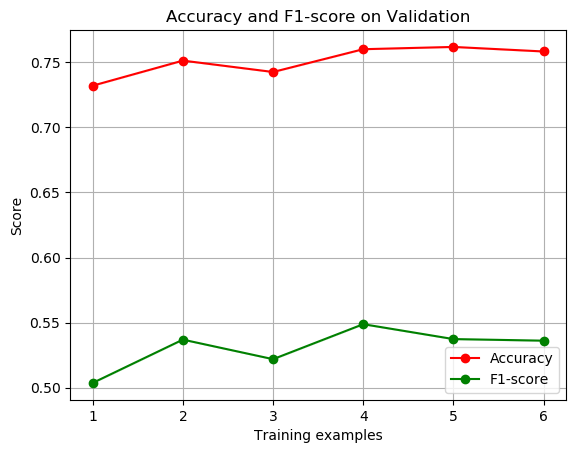 Accuracy and F1-score on Validation
Score
0.75
0.70
0.65
0.60
0.55
0.50
Accuracy
F1-score
1 2 3 4 5 6
Training examples